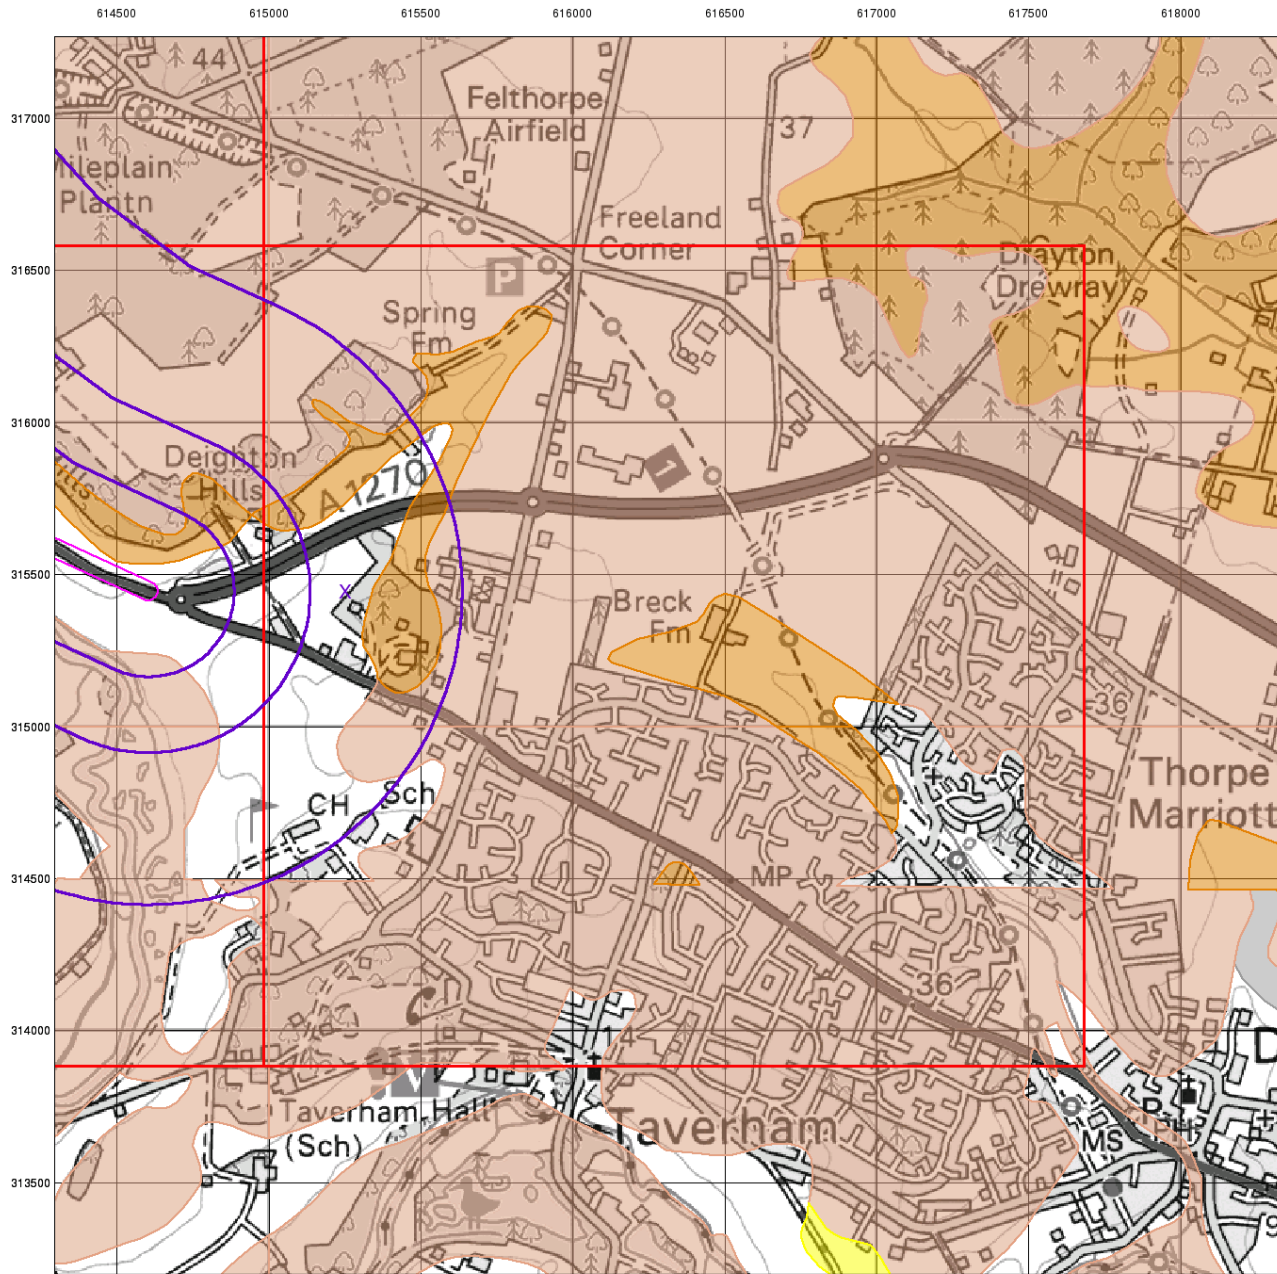 614500 615000 615500 616000 616500 617000 617500 618000
317000
316500
316000
315500
315000
314500
314000
313500
44
Felthorpe
Airfield
37
Mileplain
Plantn
Freeland
Corner
P
Drayton
Drewray
Spring
Fm
Deighton
Hills
A 1270
1
Breck
Fm
36
Thorpe
Marriott
CH
Sch
MP
36
V
Taverham Hall
(Sch)
Taverham
MS
PH